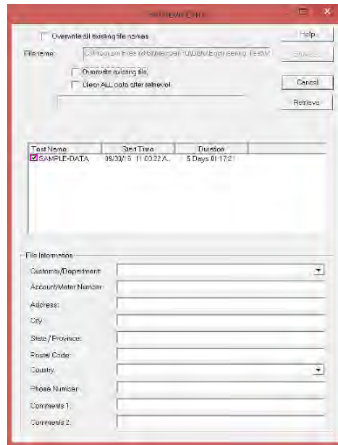 Retrieve Data
Overwrite all existing file names
Help
File name:
Overwrite existing file
Clear ALL data after retrieval
Cancel
Retrieve
Test Name Start Time Duration
SAMPLE-DATA 5 Days
File Information
Customer/Department:
Account/Meter Number:
Address:
City:
State / Province:
Postal Code:
Country:
Phone Number:
Comments 1:
Comments 2: